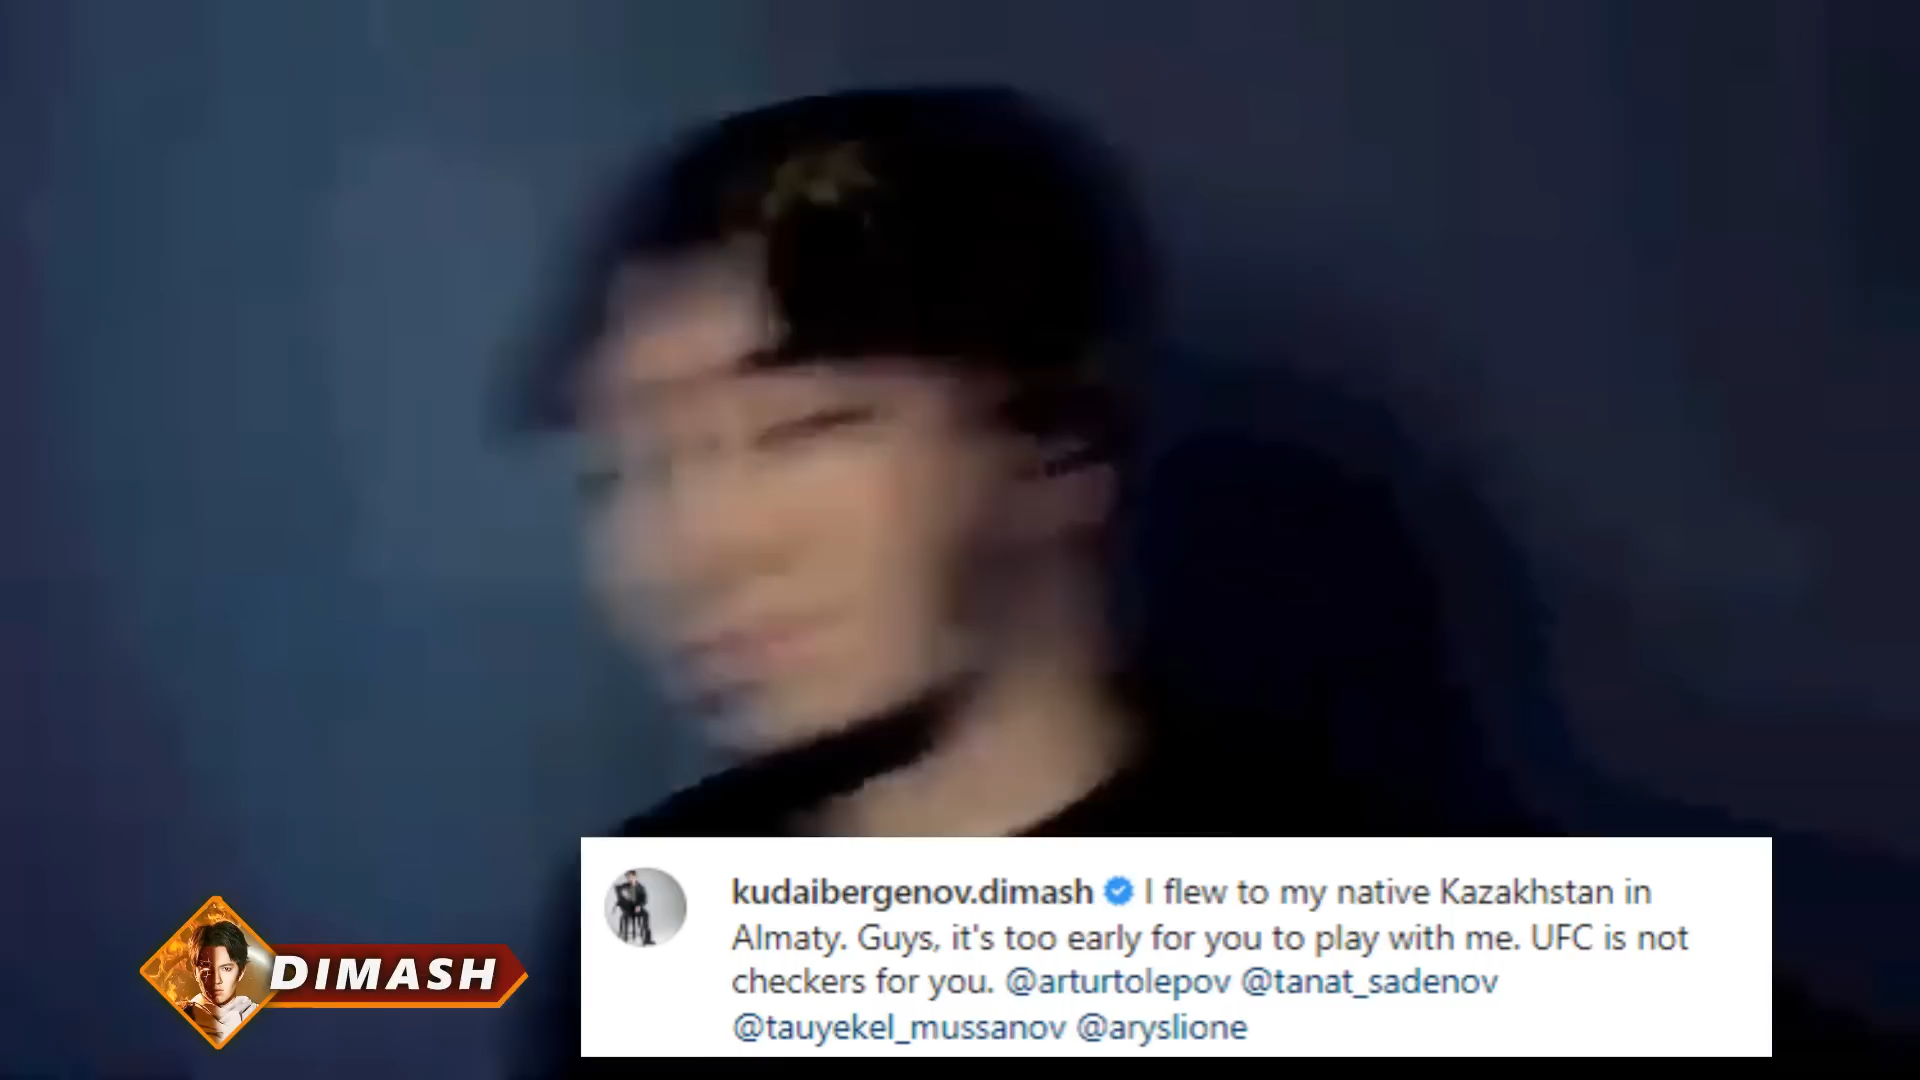 kudaibergenov.dimash I flew to my native Kazakhstan in
Almaty. Guys, it's too early for you to play with me. UFC is not
checkers for you. @arturtolepov @tanat_sadenov
@tauyekel_mussanov @aryslione
DIMASH